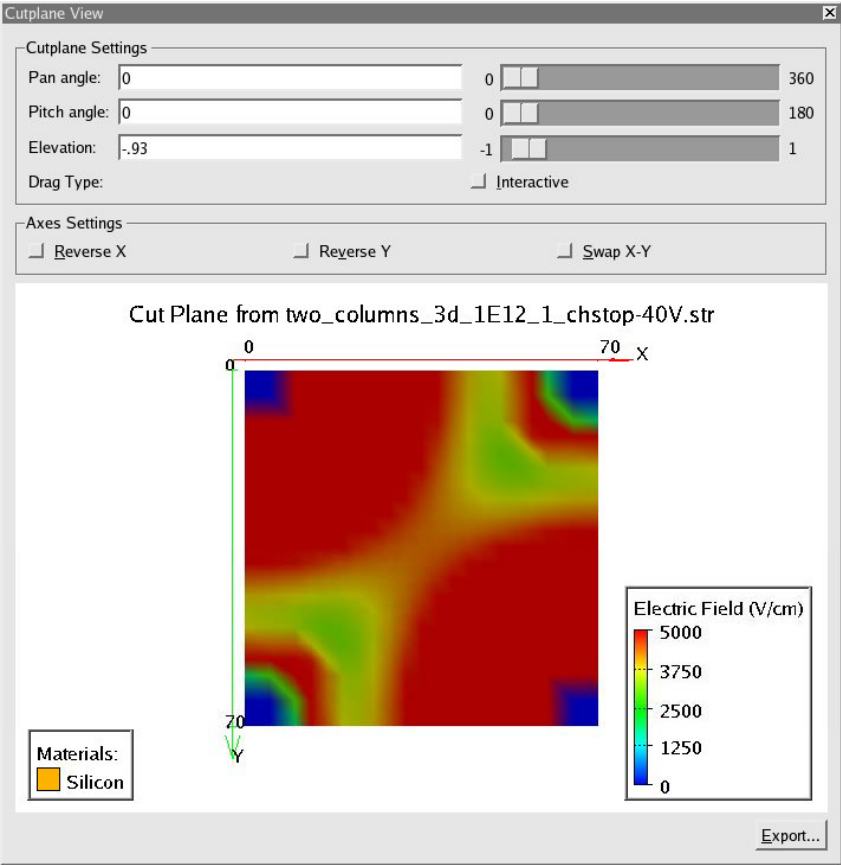 Cutplane View
Cutplane Settings
Pan angle: 0 0 360
Pitch angle: 0 0 180
Elevation: -.93 -1 1
Drag Type: Interactive
Axes Settings
Reverse X Reverse Y Swap X-Y
Cut Plane from two_columns_3d_1E12_1_chstop-40V.str
0 70 X
0
Electric Field (V/cm)
5000
3750
2500
1250
0
70
Y
Materials:
Silicon
Export...